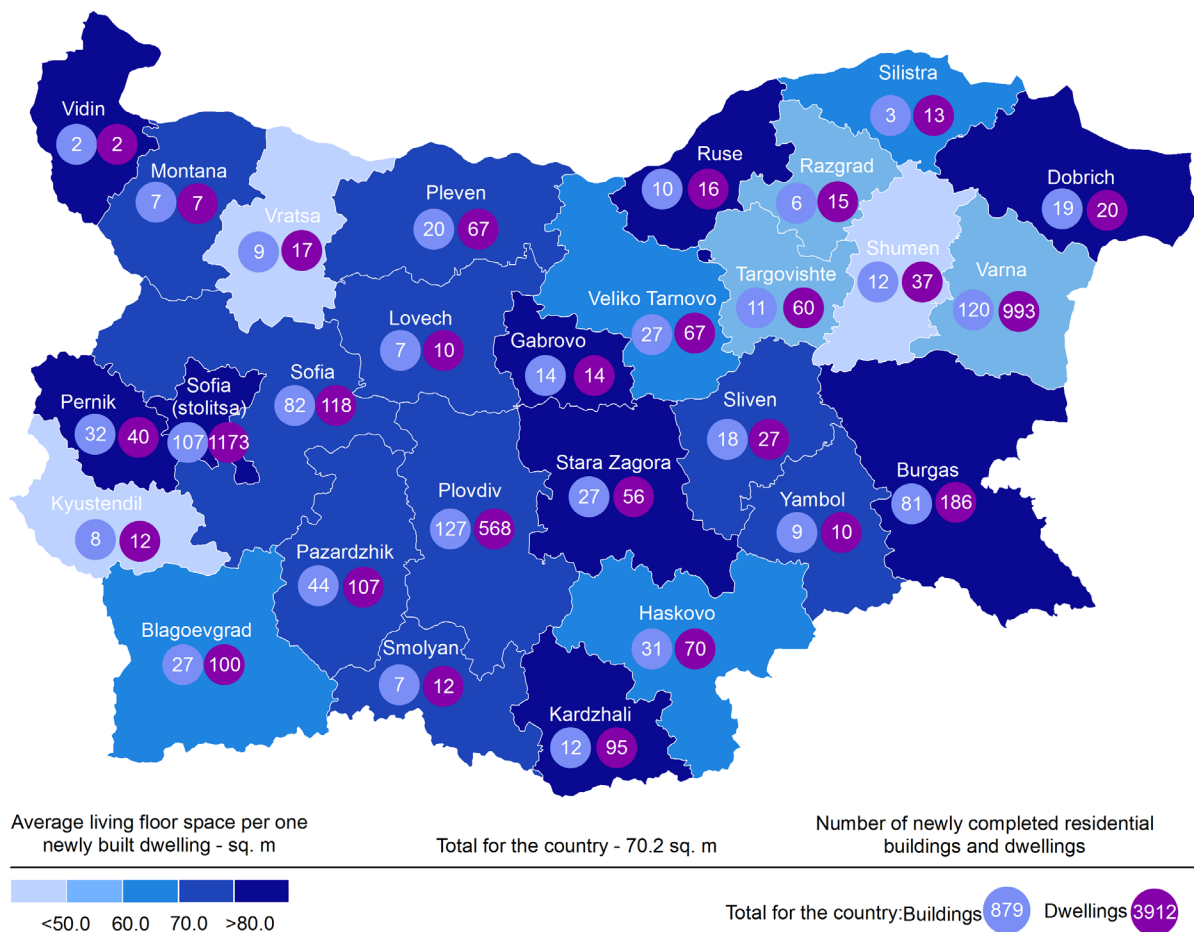 Silistra
3 13
Vidin
2 2
Ruse
10 16
Razgrad
6 15
Dobrich
19 20
Montana
7 7
Pleven
20 67
Vratsa
9 17
Shumen
12 37
Targovishte
11 60
Varna
120 993
Veliko Tarnovo
27 67
Lovech
7 10
Gabrovo
14 14
Sofia
82 118
Sofia
(stolitsa)
107 1173
Pernik
32 40
Sliven
18 27
Stara Zagora
27 56
Burgas
81 186
Plovdiv
127 568
Yambol
9 10
Kyustendil
8 12
Pazardzhik
44 107
Haskovo
31 70
Blagoevgrad
27 100
Smolyan
7 12
Kardzhali
12 95
Average living floor space per one
newly built dwelling - sq. m
Total for the country - 70.2 sq. m
Number of newly completed residential
buildings and dwellings
<50.0 60.0 70.0 >80.0
Total for the country:Buildings 879 Dwellings 3912